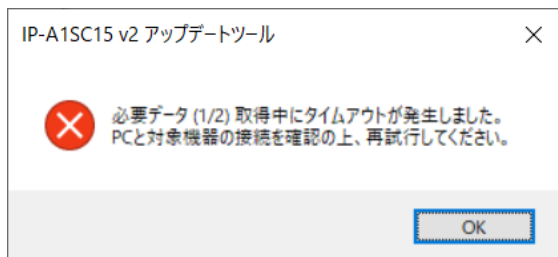 IP-A1SC15 v2 アップデートツール
必要データ (1/2) 取得中にタイムアウトが発生しました。
PCと対象機器の接続を確認の上、再試行してください。
OK